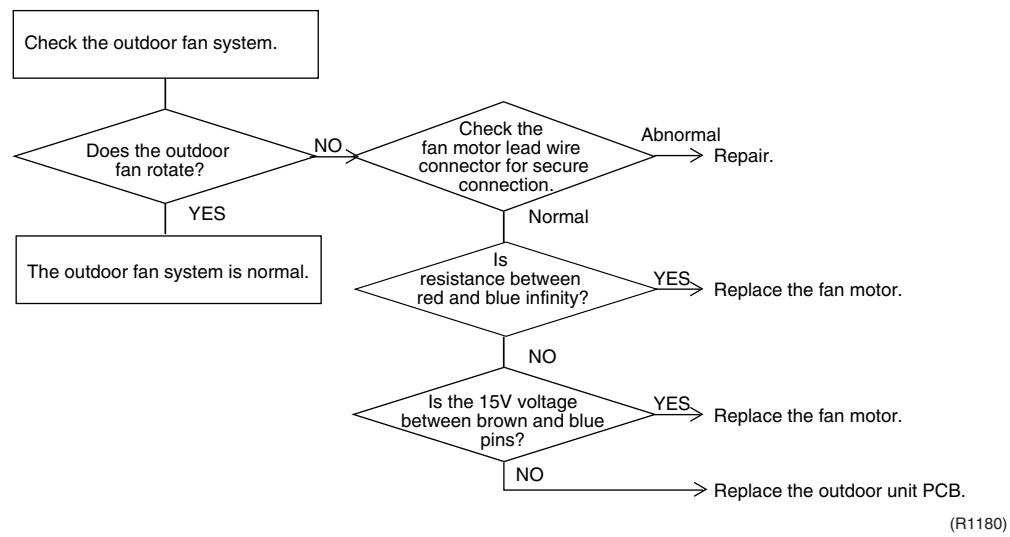 Check the outdoor fan system.
Does the outdoor
fan rotate?
NO
YES
The outdoor fan system is normal.
Check the
fan motor lead wire
connector for secure
connection.
Abnormal
Repair.
Normal
Is
resistance between
red and blue infinity?
YES
Replace the fan motor.
NO
Is the 15V voltage
between brown and blue
pins?
YES
Replace the fan motor.
NO
Replace the outdoor unit PCB.
(R1180)